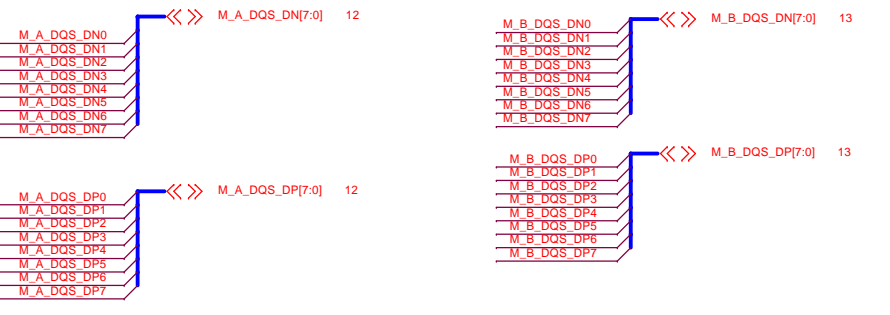 M_A_DQS_DN[7:0] 12
M_A_DQS_DN0
M_A_DQS_DN1
M_A_DQS_DN2
M_A_DQS_DN3
M_A_DQS_DN4
M_A_DQS_DN5
M_A_DQS_DN6
M_A_DQS_DN7
M_A_DQS_DP[7:0] 12
M_A_DQS_DP0
M_A_DQS_DP1
M_A_DQS_DP2
M_A_DQS_DP3
M_A_DQS_DP4
M_A_DQS_DP5
M_A_DQS_DP6
M_A_DQS_DP7
M_B_DQS_DN[7:0] 13
M_B_DQS_DN0
M_B_DQS_DN1
M_B_DQS_DN2
M_B_DQS_DN3
M_B_DQS_DN4
M_B_DQS_DN5
M_B_DQS_DN6
M_B_DQS_DN7
M_B_DQS_DP[7:0] 13
M_B_DQS_DP0
M_B_DQS_DP1
M_B_DQS_DP2
M_B_DQS_DP3
M_B_DQS_DP4
M_B_DQS_DP5
M_B_DQS_DP6
M_B_DQS_DP7